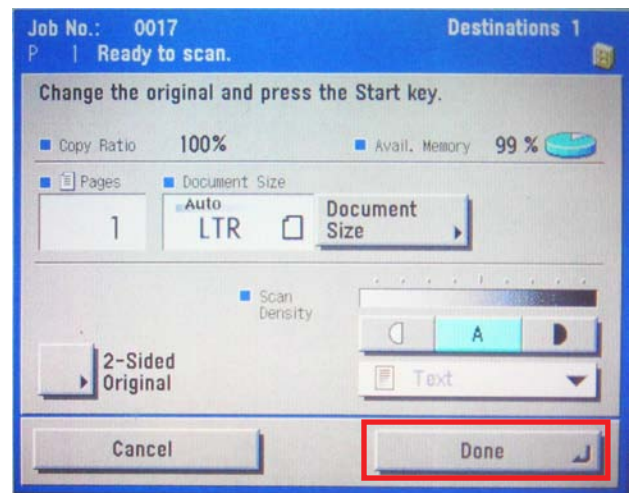 Job No.: 0017 Destinations 1
P 1 Ready to scan.
Change the original and press the Start key.
Copy Ratio 100% Avail. Memory 99 %
Pages Document Size
1 Auto LTR Document Size
Scan Density
A
2-Sided Original
Text
Cancel Done